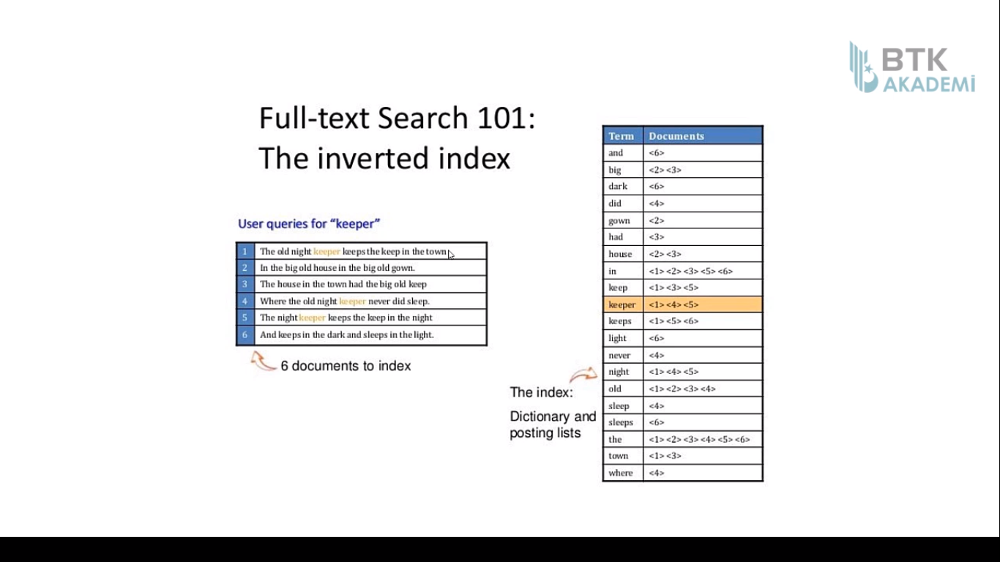 BTK
AKADEMİ
Full-text Search 101:
The inverted index
User queries for “keeper”
1 The old night keeper keeps the keep in the town
2 In the big old house in the big old gown.
3 The house in the town had the big old keep
4 Where the old night keeper never did sleep.
5 The night keeper keeps the keep in the night
6 And keeps in the dark and sleeps in the light.
6 documents to index
The index:
Dictionary and
posting lists
Term Documents
and <6>
big <2> <3>
dark <6>
did <4>
gown <2>
had <3>
house <2> <3>
in <1> <2> <3> <5> <6>
keep <1> <3> <5>
keeper <1> <4> <5>
keeps <1> <5> <6>
light <6>
never <4>
night <1> <4> <5>
old <1> <2> <3> <4>
sleep <4>
sleeps <6>
the <1> <2> <3> <4> <5> <6>
town <1> <3>
where <4>